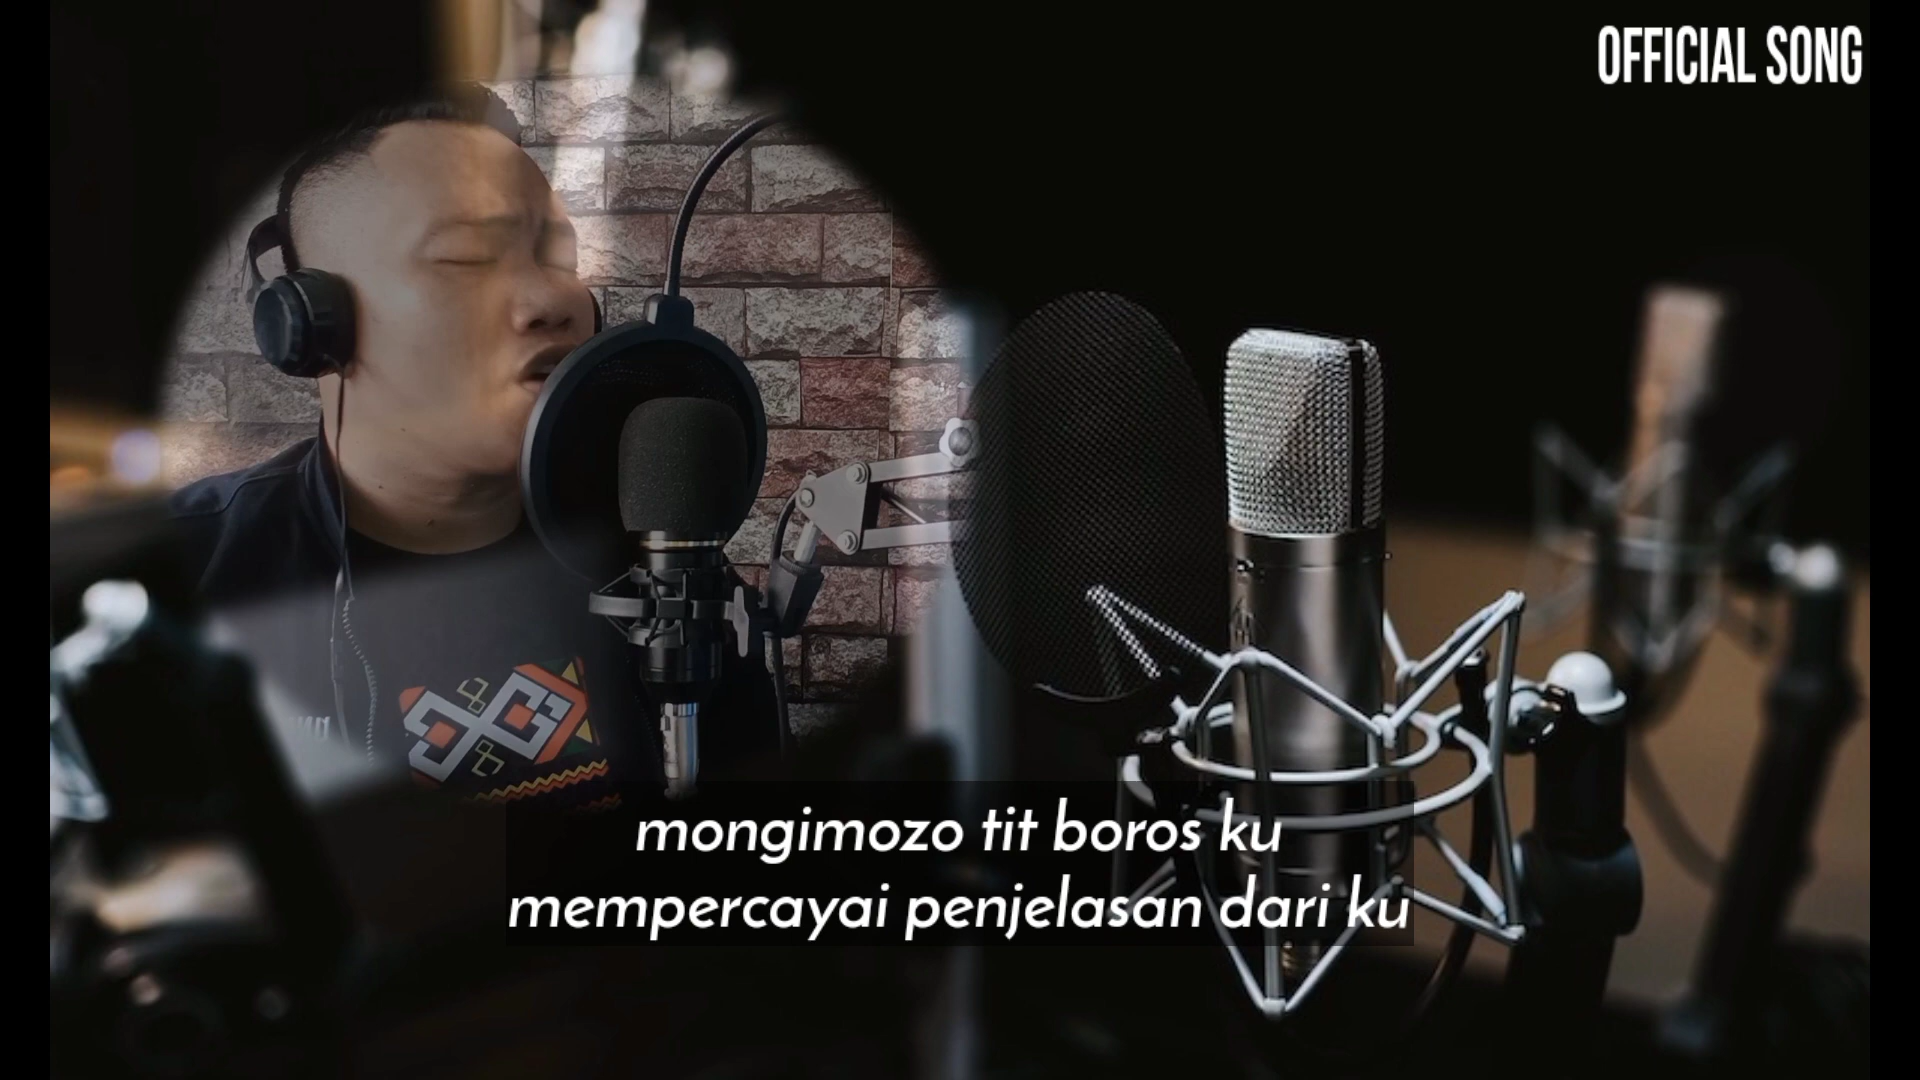 OFFICIAL SONG
mongimozo tit boros ku
mempercayai penjelasan dari ku